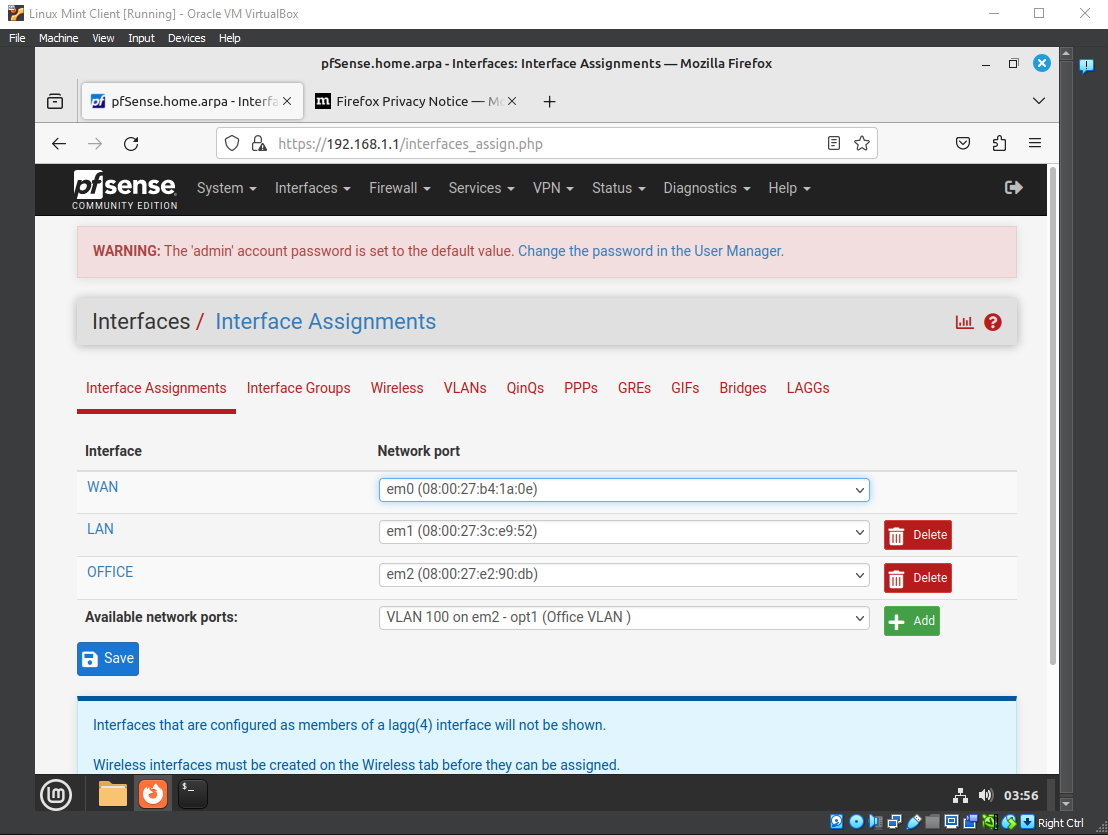 Linux Mint Client [Running] - Oracle VM VirtualBox
File Machine View Input Devices Help
pfSense.home.arpa - Interfaces: Interface Assignments — Mozilla Firefox
pfSense.home.arpa - Interfa
Firefox Privacy Notice — Mo
https://192.168.1.1/interfaces_assign.php
pfsense
COMMUNITY EDITION
System Interfaces Firewall Services VPN Status Diagnostics Help
WARNING: The 'admin' account password is set to the default value. Change the password in the User Manager.
Interfaces / Interface Assignments
Interface Assignments Interface Groups Wireless VLANs QinQs PPPs GREs GIFs Bridges LAGGs
Interface Network port
WAN em0 (08:00:27:b4:1a:0e)
LAN em1 (08:00:27:3c:e9:52) Delete
OFFICE em2 (08:00:27:e2:90:db) Delete
Available network ports: VLAN 100 on em2 - opt1 (Office VLAN ) Add
Save
Interfaces that are configured as members of a lagg(4) interface will not be shown.
Wireless interfaces must be created on the Wireless tab before they can be assigned.
03:56
Right Ctrl